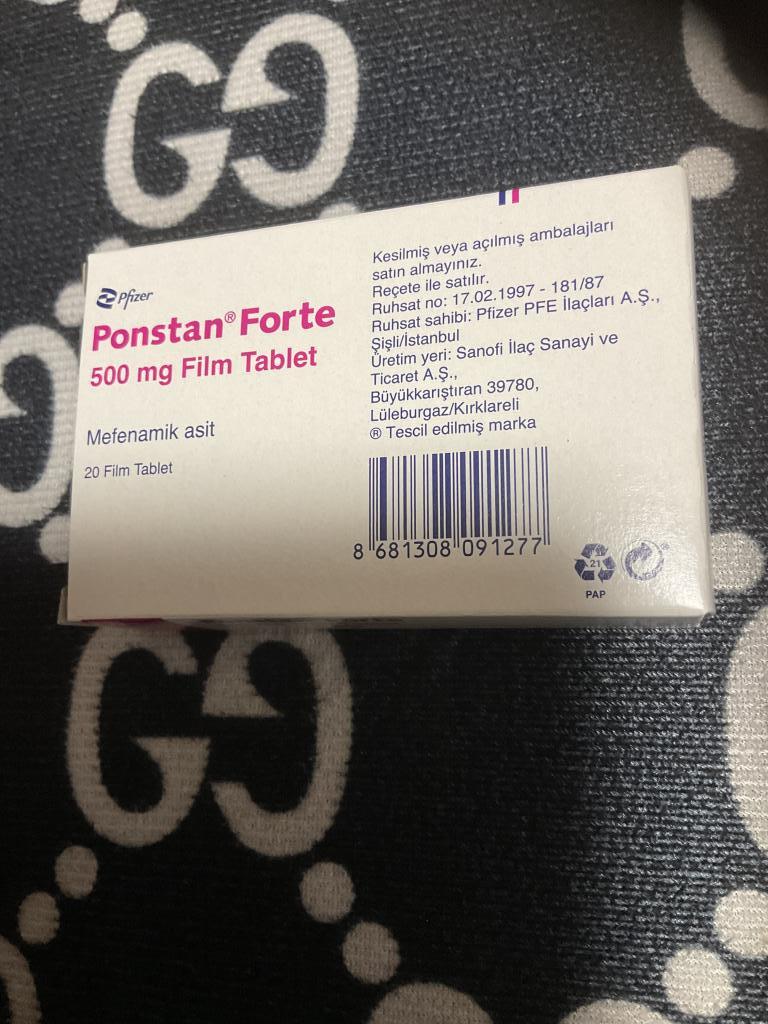 Pfizer
Ponstan® Forte
500 mg Film Tablet
Mefenamik asit
20 Film Tablet
Kesilmiş veya açılmış ambalajları
satın almayınız.
Reçete ile satılır.
Ruhsat no: 17.02.1997 - 181/87
Ruhsat sahibi: Pfizer PFE İlaçları A.Ş.,
Şişli/İstanbul
Üretim yeri: Sanofi İlaç Sanayi ve
Ticaret A.Ş.,
Büyükkarıştıran 39780,
Lüleburgaz/Kırklareli
® Tescil edilmiş marka
8 681308 091277
21
PAP